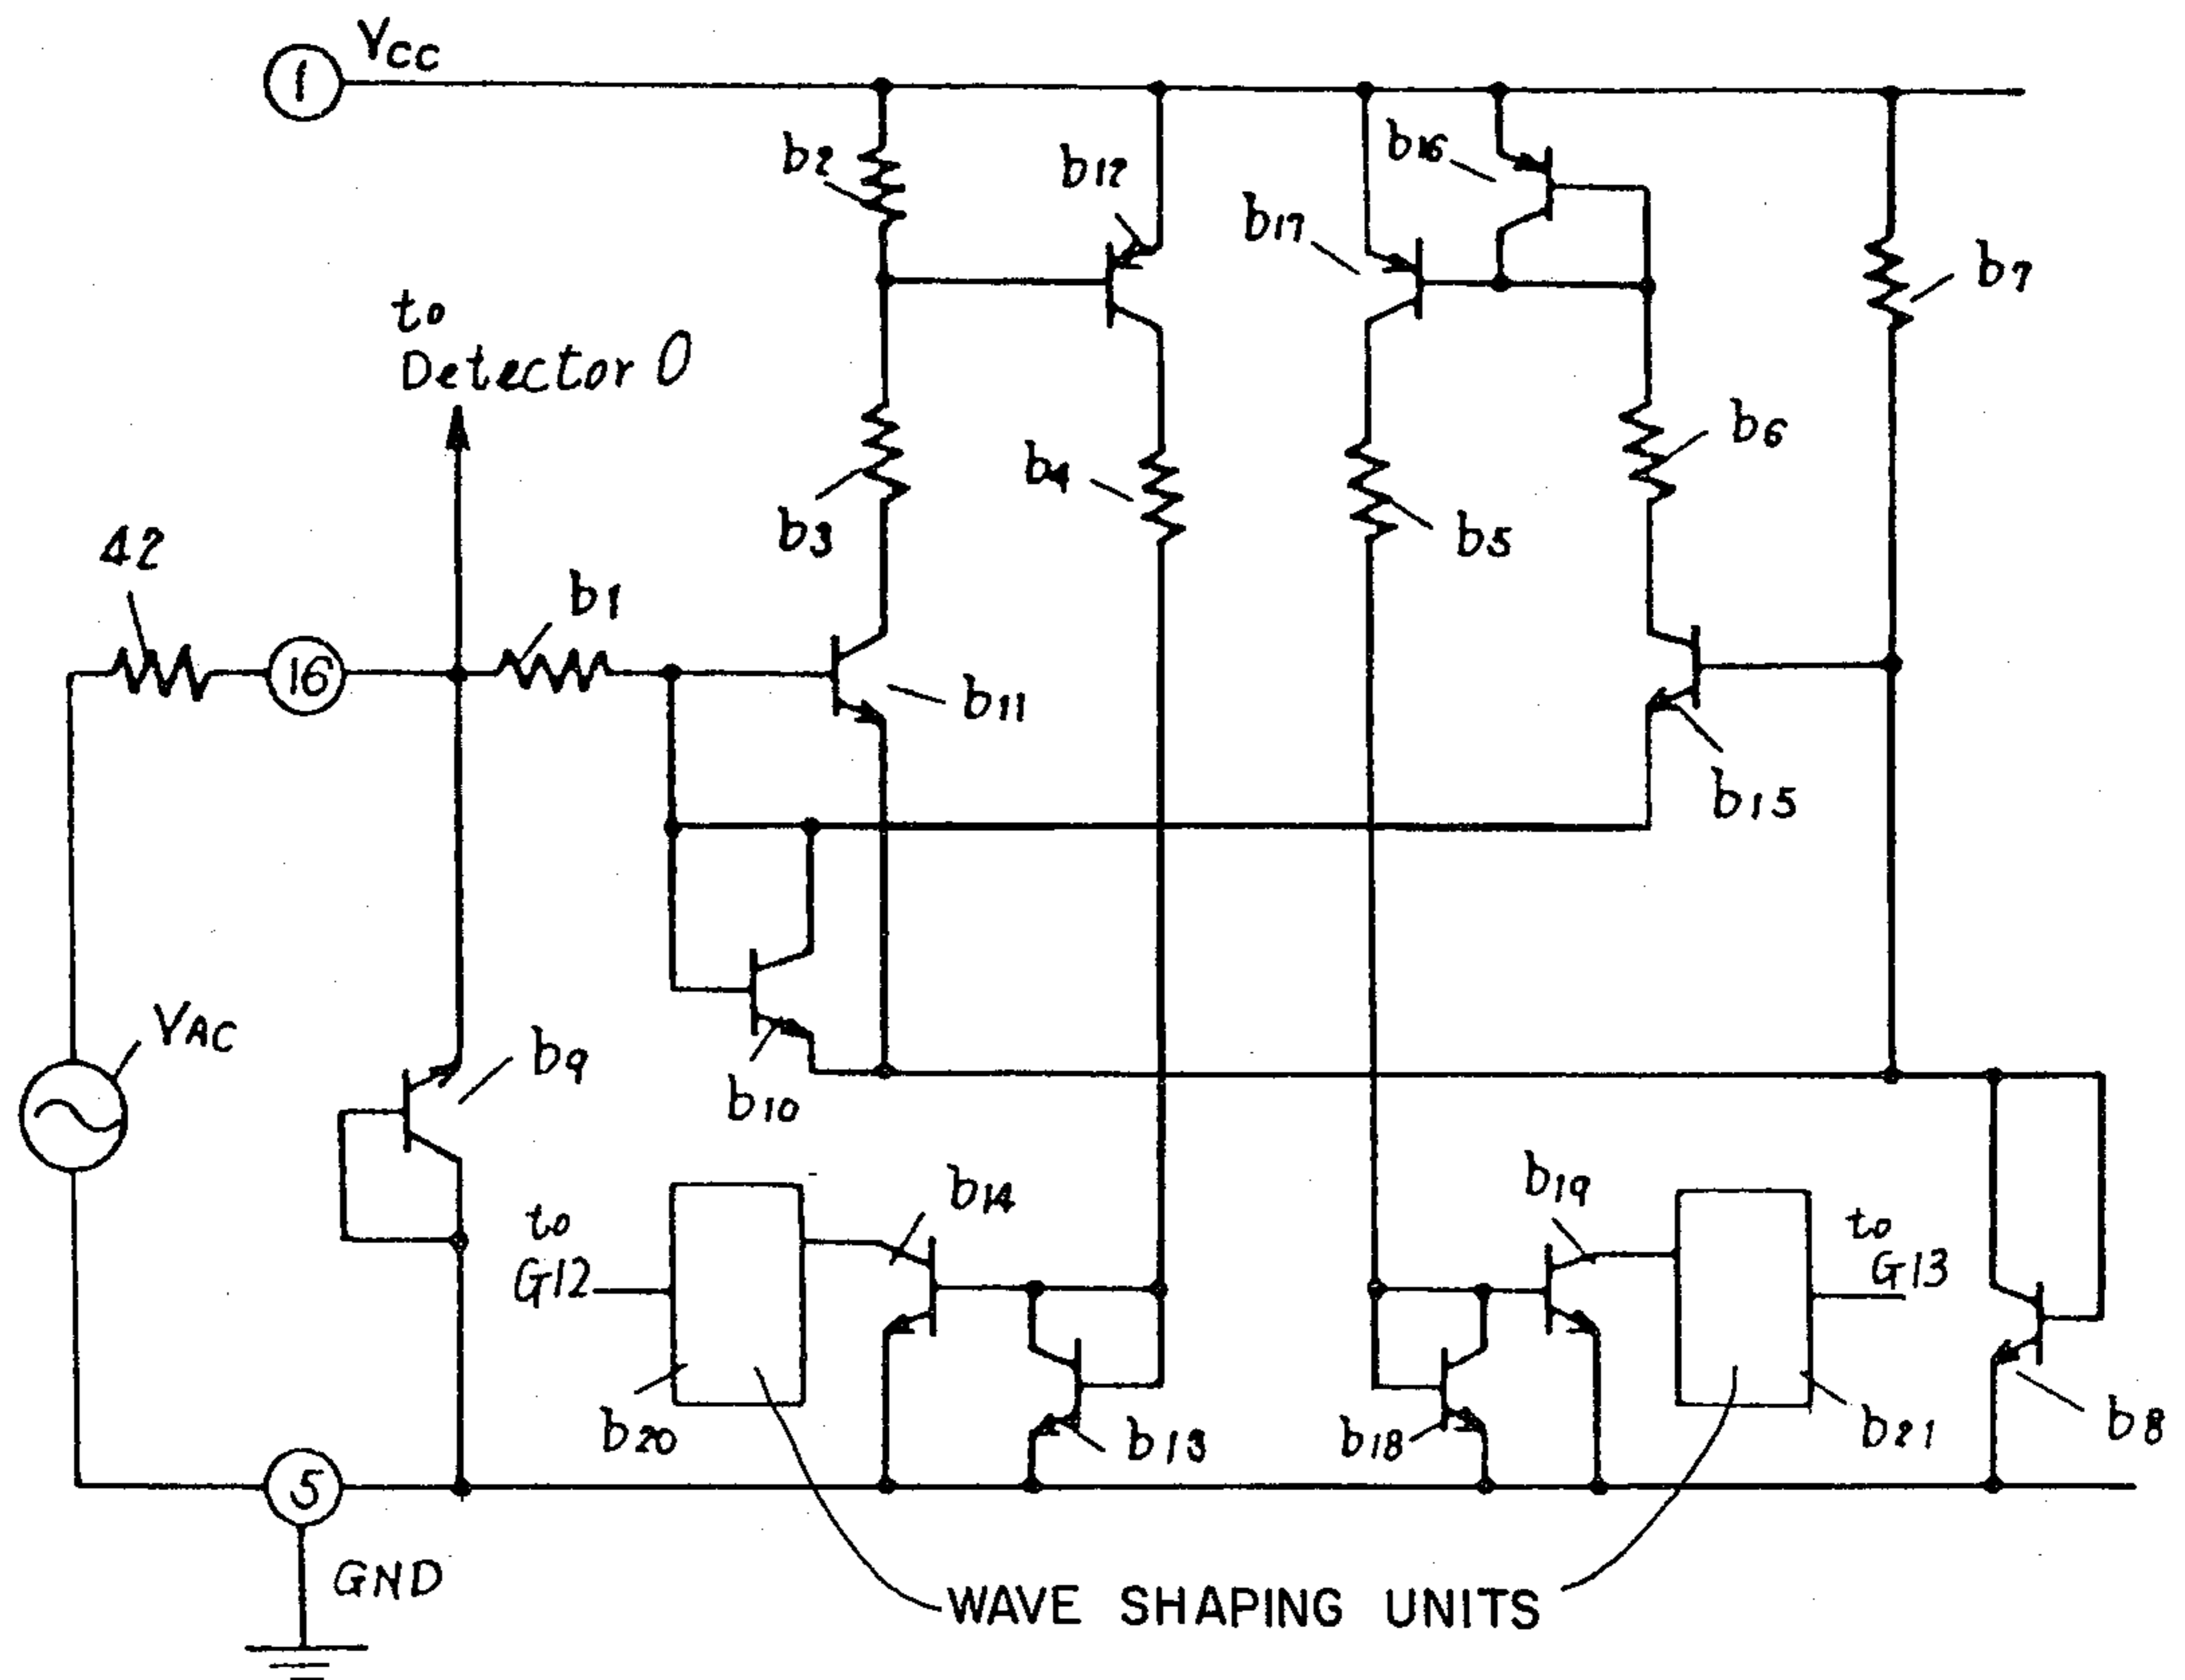 1
VCC
b2
b12
b16
b17
b7
to
Detector 0
b6
b3
b4
b5
42
b1
16
b11
b15
VAC
b9
b10
b14
b19
to
G12
to
G13
b20
b13
b18
b21
b8
5
GND
WAVE SHAPING UNITS